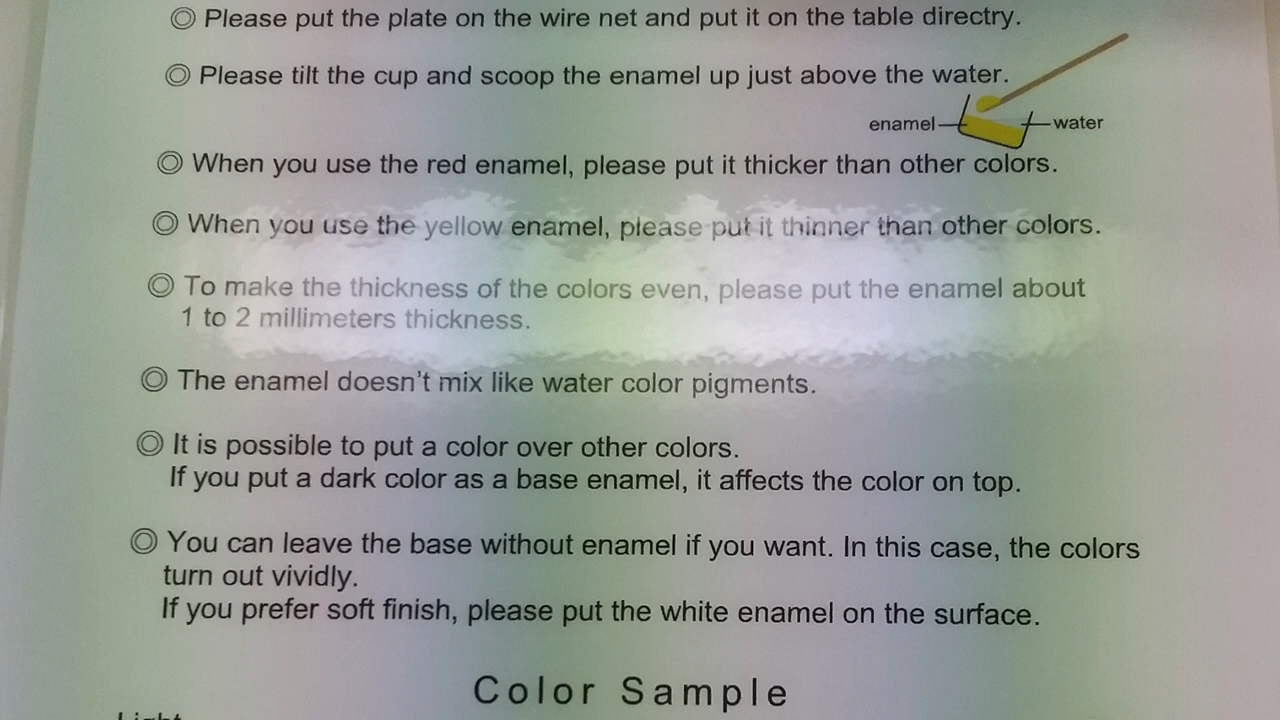 ◎ Please put the plate on the wire net and put it on the table directry.
◎ Please tilt the cup and scoop the enamel up just above the water.
enamel water
◎ When you use the red enamel, please put it thicker than other colors.
◎ When you use the yellow enamel, please put it thinner than other colors.
◎ To make the thickness of the colors even, please put the enamel about
1 to 2 millimeters thickness.
◎ The enamel doesn't mix like water color pigments.
◎ It is possible to put a color over other colors.
If you put a dark color as a base enamel, it affects the color on top.
◎ You can leave the base without enamel if you want. In this case, the colors
turn out vividly.
If you prefer soft finish, please put the white enamel on the surface.
Color Sample
Light